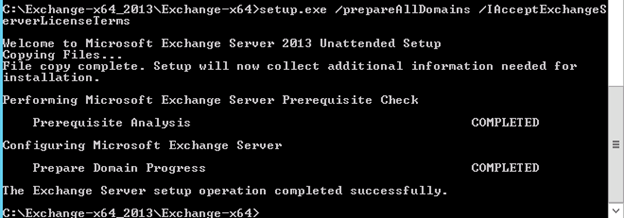 C:\Exchange-x64_2013\Exchange-x64>setup.exe /prepareAllDomains /IAcceptExchangeS
erverLicenseTerms
Welcome to Microsoft Exchange Server 2013 Unattended Setup
Copying Files...
File copy complete. Setup will now collect additional information needed for
installation.
Performing Microsoft Exchange Server Prerequisite Check
Prerequisite Analysis COMPLETED
Configuring Microsoft Exchange Server
Prepare Domain Progress COMPLETED
The Exchange Server setup operation completed successfully.
C:\Exchange-x64_2013\Exchange-x64>